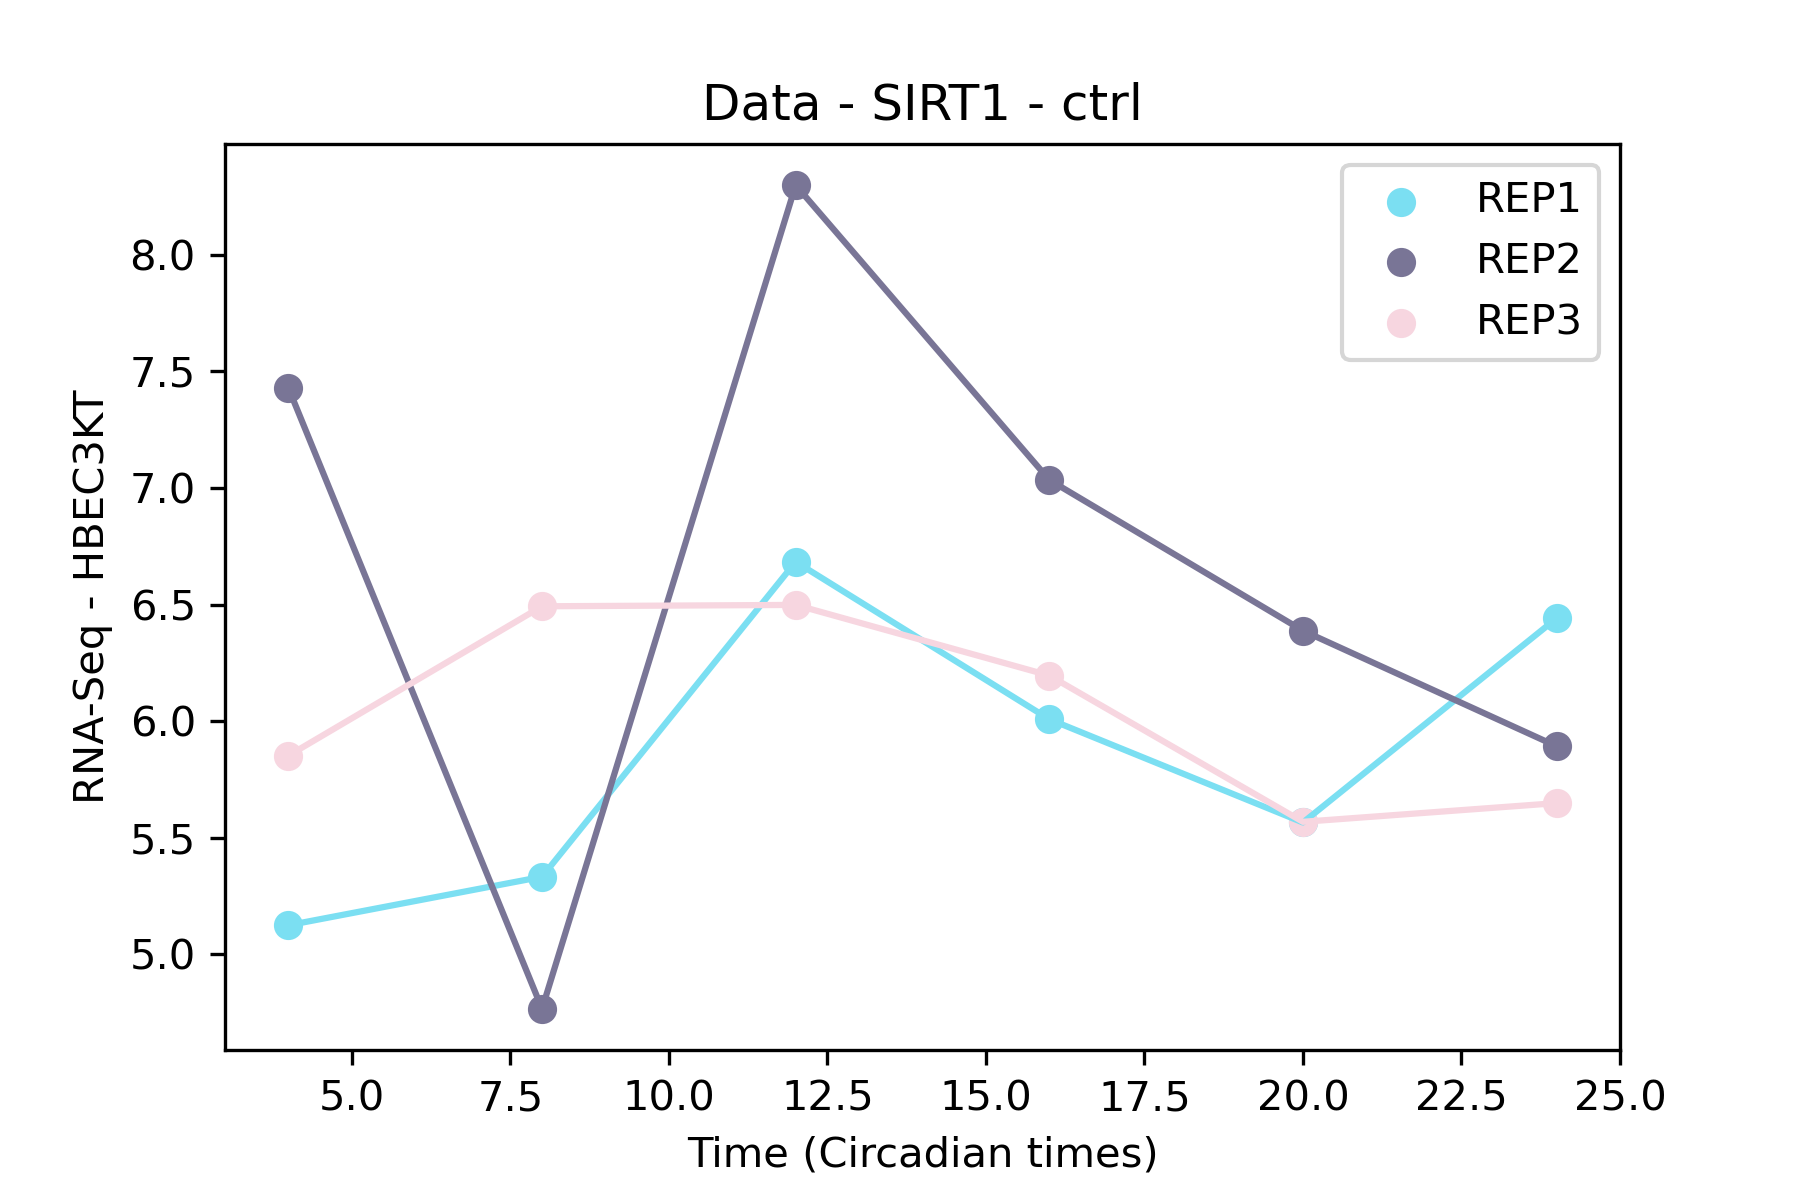 Data - SIRT1 - ctrl
REP1
REP2
REP3
RNA-Seq - HBEC3KT
8.0
7.5
7.0
6.5
6.0
5.5
5.0
5.0 7.5 10.0 12.5 15.0 17.5 20.0 22.5 25.0
Time (Circadian times)